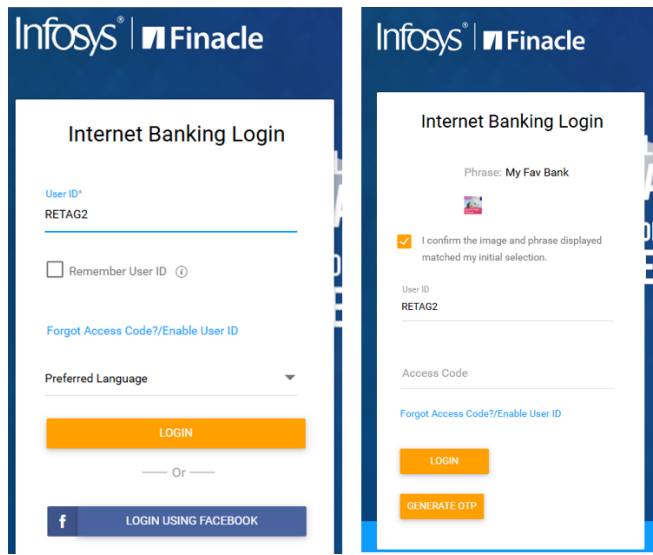 Infosys® | Finacle
Internet Banking Login
User ID*
RETAG2
Remember User ID i
Forgot Access Code?/Enable User ID
Preferred Language
LOGIN
Or
f LOGIN USING FACEBOOK
Infosys® | Finacle
Internet Banking Login
Phrase: My Fav Bank
I confirm the image and phrase displayed
matched my initial selection.
User ID
RETAG2
Access Code
Forgot Access Code?/Enable User ID
LOGIN
GENERATE OTP